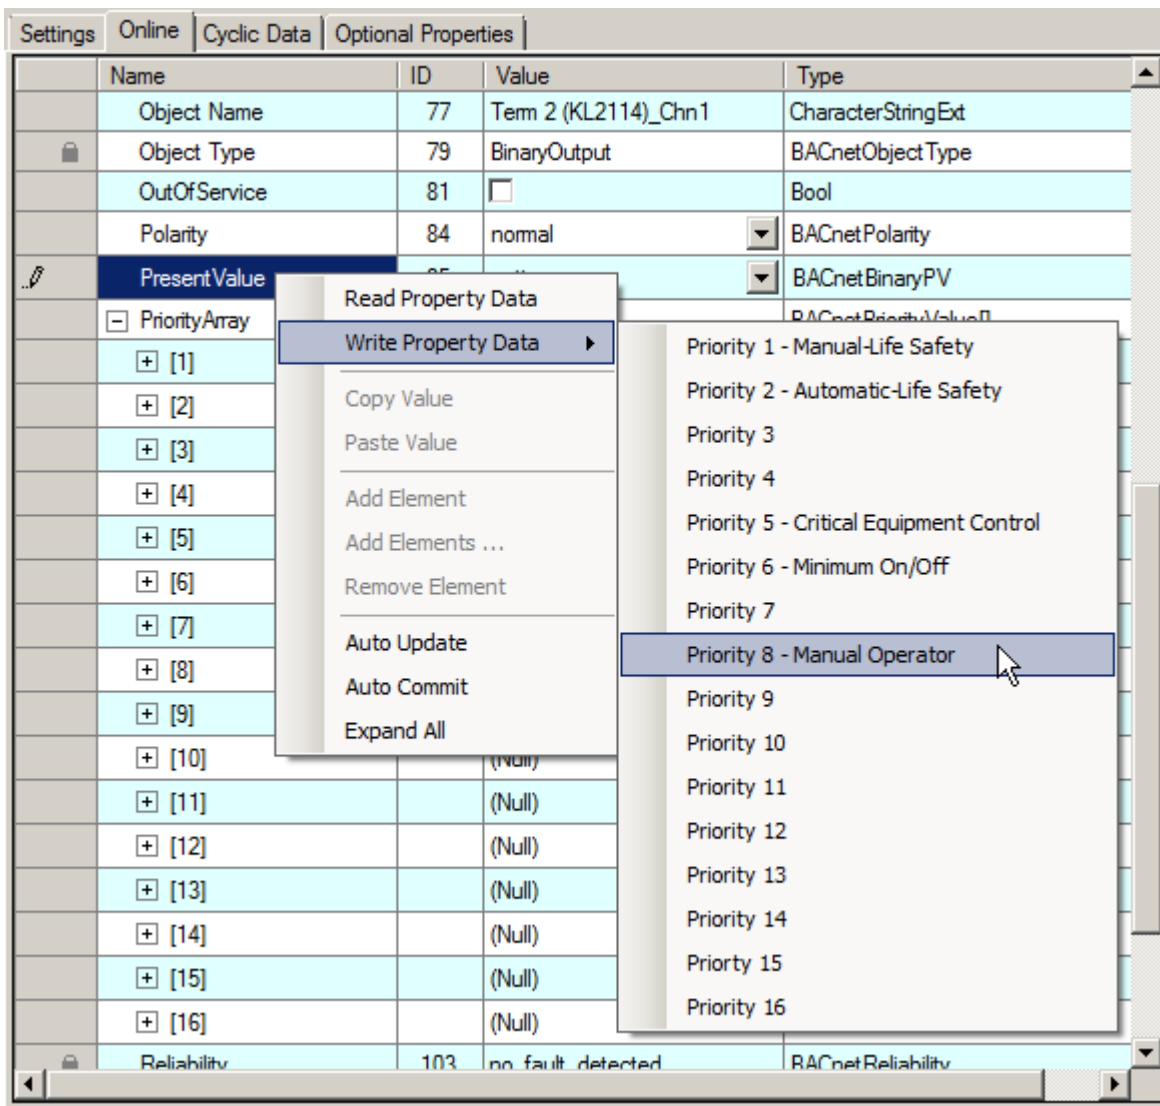 Settings Online Cyclic Data Optional Properties
Name ID Value Type
Object Name 77 Term 2 (KL2114)_Chn1 CharacterStringExt
Object Type 79 BinaryOutput BACnetObjectType
OutOfService 81 Bool
Polarity 84 normal BACnetPolarity
PresentValue BACnetBinaryPV
PriorityArray BACnetPriorityValue[]
[1]
[2]
[3]
[4]
[5]
[6]
[7]
[8]
[9]
[10] (Null)
[11] (Null)
[12] (Null)
[13] (Null)
[14] (Null)
[15] (Null)
[16] (Null)
Reliability 103 no_fault_detected BACnetReliability
Read Property Data
Write Property Data
Copy Value
Paste Value
Add Element
Add Elements ...
Remove Element
Auto Update
Auto Commit
Expand All
Priority 1 - Manual-Life Safety
Priority 2 - Automatic-Life Safety
Priority 3
Priority 4
Priority 5 - Critical Equipment Control
Priority 6 - Minimum On/Off
Priority 7
Priority 8 - Manual Operator
Priority 9
Priority 10
Priority 11
Priority 12
Priority 13
Priority 14
Priorty 15
Priority 16